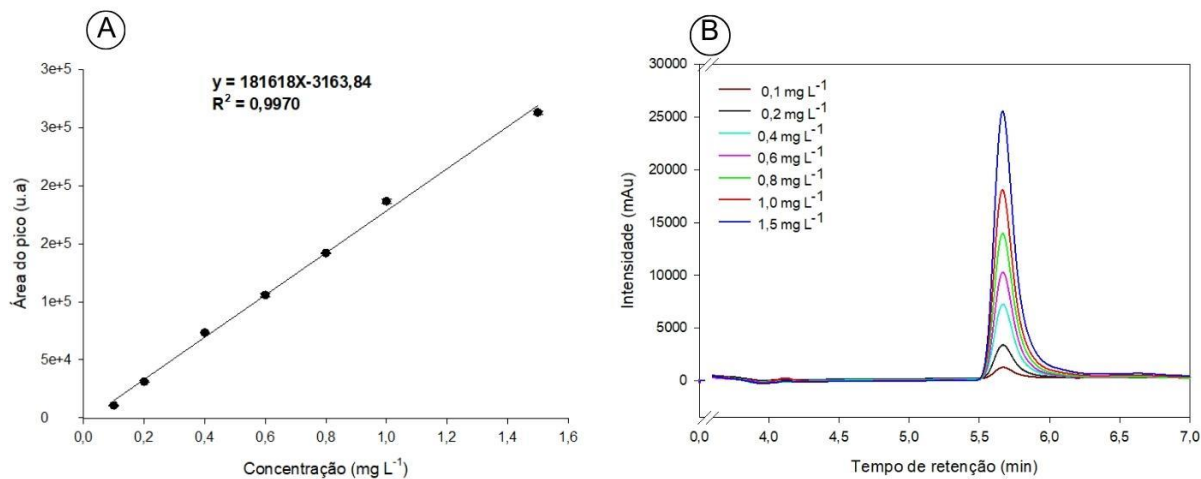 A
y = 181618X-3163,84
R² = 0,9970
3e+5
3e+5
2e+5
2e+5
1e+5
5e+4
0
0,0 0,2 0,4 0,6 0,8 1,0 1,2 1,4 1,6
Área do pico (u.a)
Concentração (mg L⁻¹)
B
0,1 mg L⁻¹
0,2 mg L⁻¹
0,4 mg L⁻¹
0,6 mg L⁻¹
0,8 mg L⁻¹
1,0 mg L⁻¹
1,5 mg L⁻¹
30000
25000
20000
15000
10000
5000
0
0,0 4,0 4,5 5,0 5,5 6,0 6,5 7,0
Intensidade (mAu)
Tempo de retenção (min)